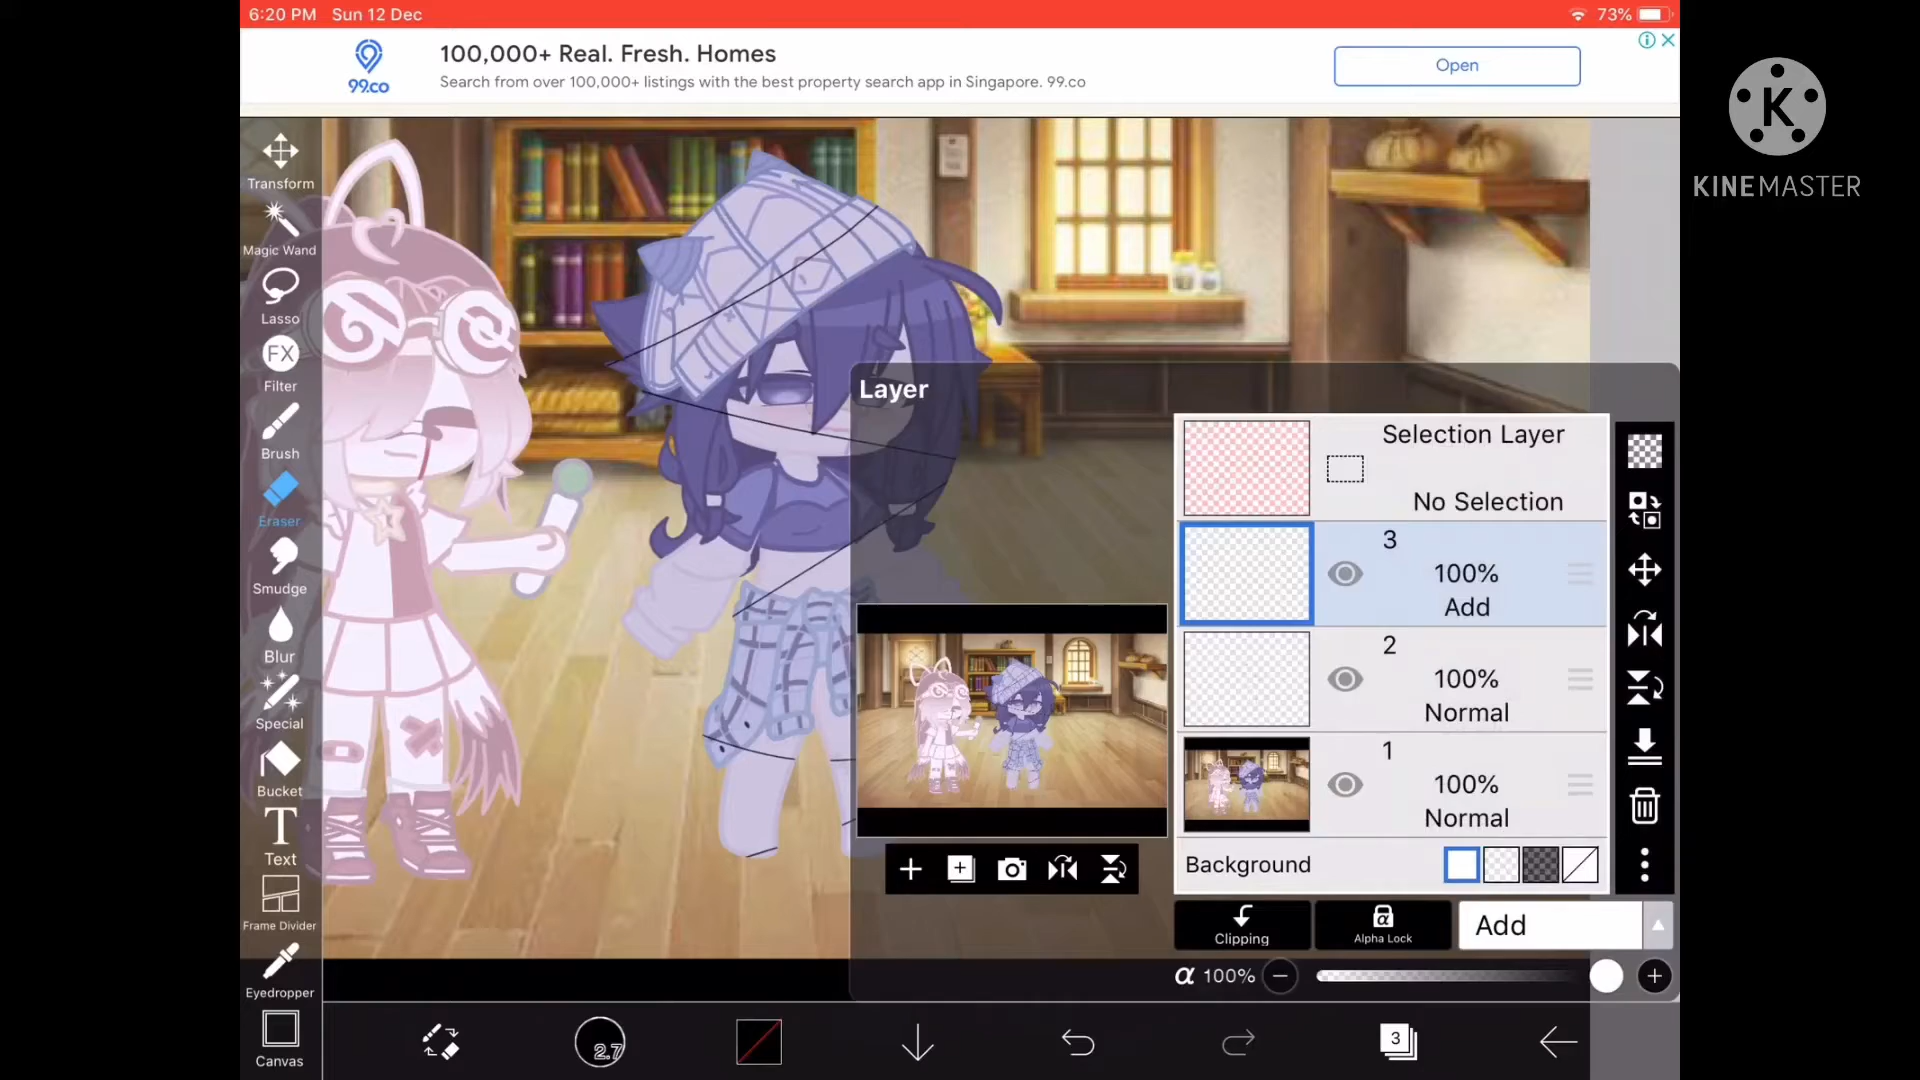 6:20 PM Sun 12 Dec
73%
100,000+ Real. Fresh. Homes
Search from over 100,000+ listings with the best property search app in Singapore. 99.co
99.co
Open
K
KINEMASTER
Transform
Magic Wand
Lasso
FX
Filter
Brush
Eraser
Smudge
Blur
Special
Bucket
T
Text
Frame Divider
Eyedropper
Canvas
Layer
Selection Layer
No Selection
3
100%
Add
2
100%
Normal
1
100%
Normal
Background
Clipping
α
Alpha Lock
Add
α 100%
2.7
3